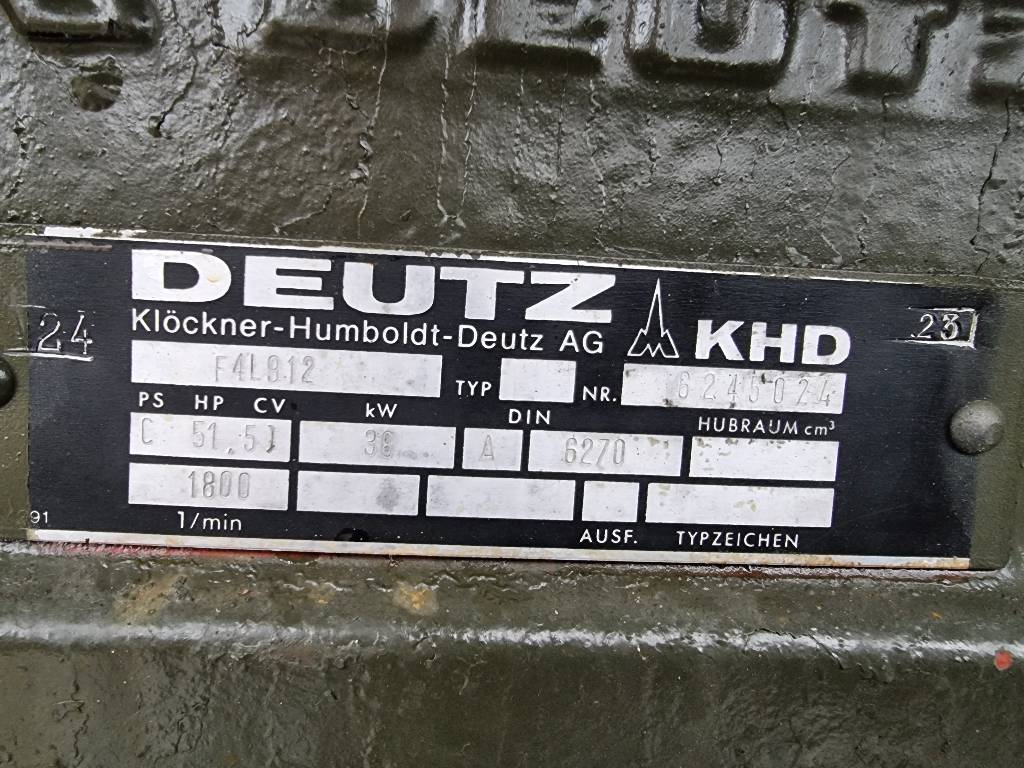 DEUTZ
Klöckner-Humboldt-Deutz AG KHD
24
23
F4L912 TYP NR. 6245024
PS HP CV kW DIN HUBRAUM cm³
C 51,5) 38 A 6270
1800
91 1/min AUSF. TYPZEICHEN